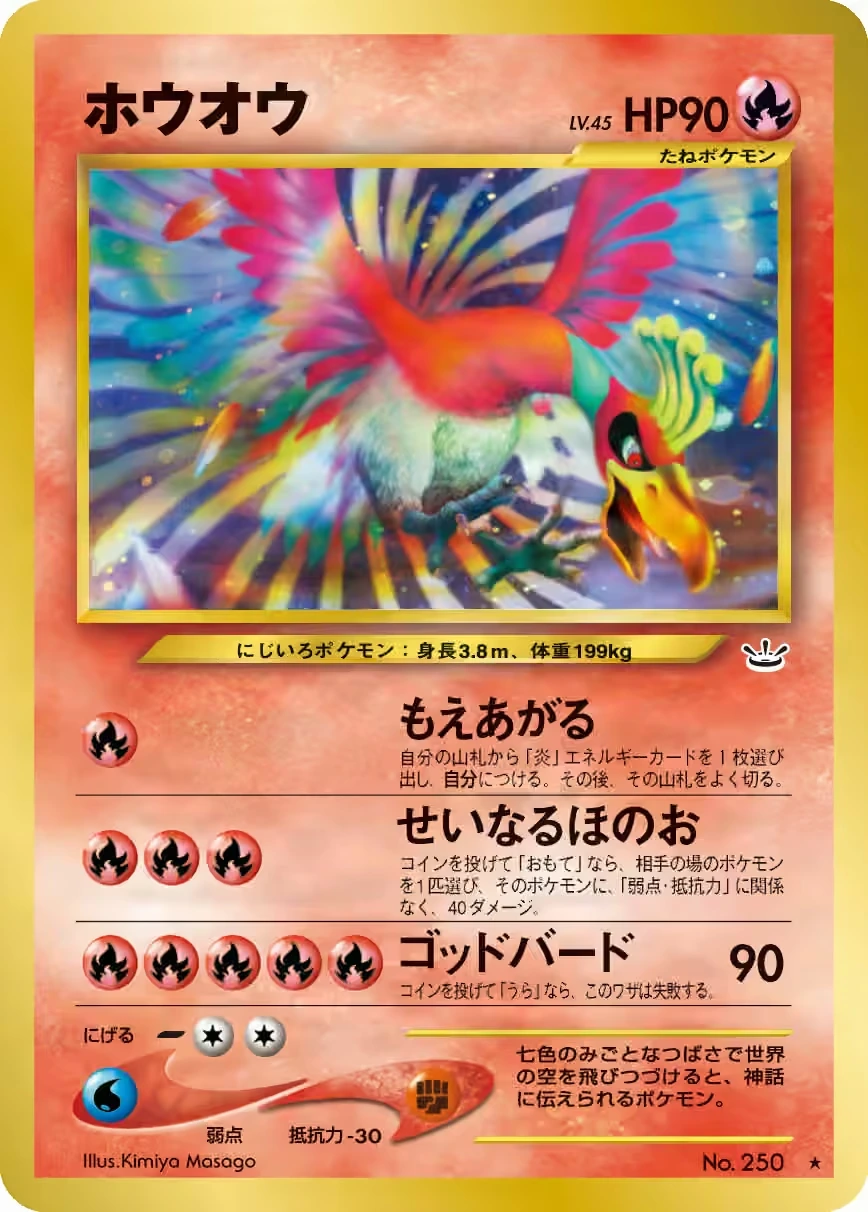 ホウオウ
LV.45 HP90
たねポケモン
にじいろポケモン：身長3.8m、体重199kg
もえあがる
自分の山札から「炎」エネルギーカードを1枚選び
出し、自分につける。その後、その山札をよく切る。
せいなるほのお
コインを投げて「おもて」なら、相手の場のポケモン
を1匹選び、そのポケモンに、「弱点・抵抗力」に関係
なく、40ダメージ。
ゴッドバード 90
コインを投げて「うら」なら、このワザは失敗する。
にげる
弱点 抵抗力-30
七色のみごとなつばさで世界
の空を飛びつづけると、神話
に伝えられるポケモン。
Illus.Kimiya Masago
No. 250 ★